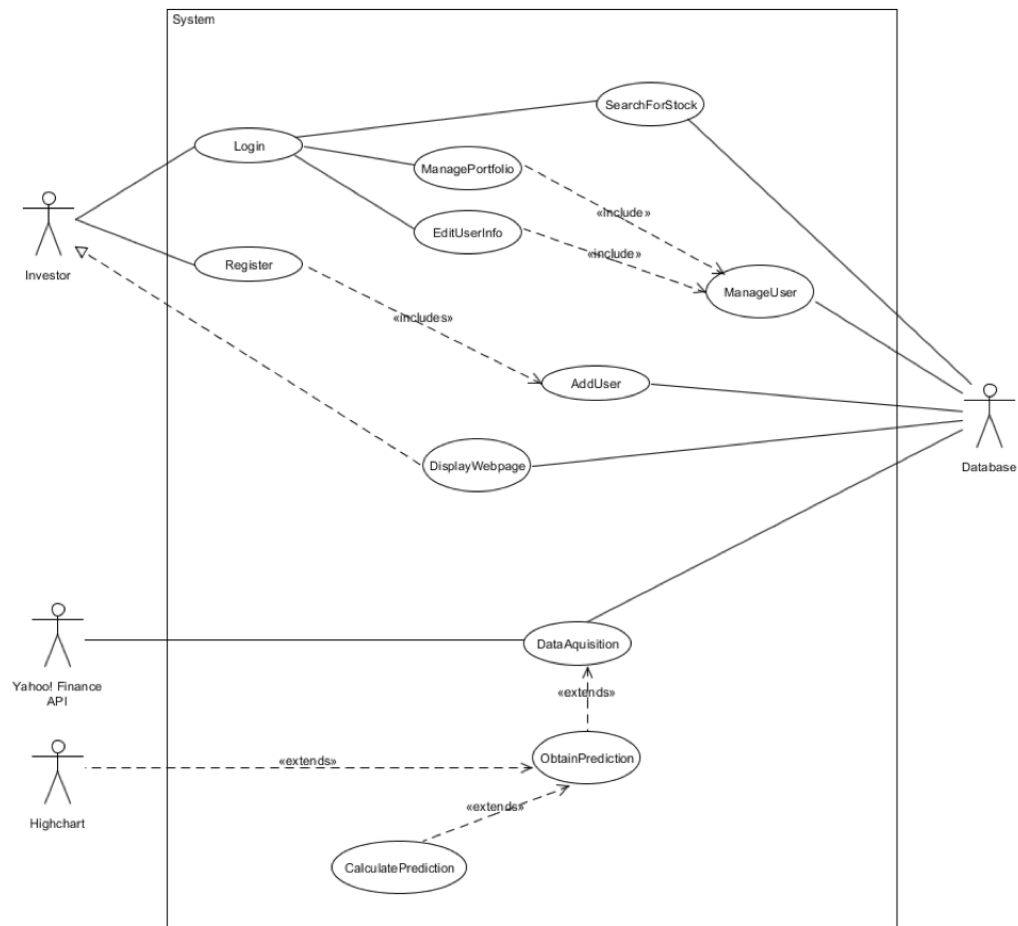 System
SearchForStock
Login
ManagePortfolio
«include»
EditUserInfo
«include»
Investor
Register
ManageUser
«includes»
AddUser
DisplayWebpage
Database
DataAquisition
Yahoo! Finance
API
«extends»
ObtainPrediction
«extends»
«extends»
Highchart
CalculatePrediction